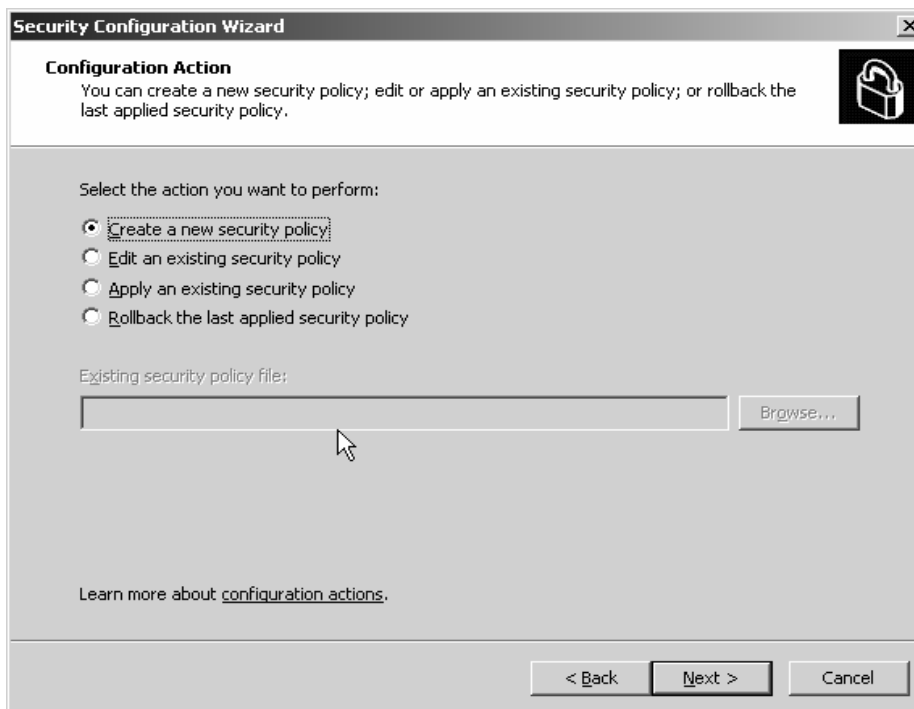 Security Configuration Wizard
Configuration Action
You can create a new security policy; edit or apply an existing security policy; or rollback the
last applied security policy.
Select the action you want to perform:
Create a new security policy
Edit an existing security policy
Apply an existing security policy
Rollback the last applied security policy
Existing security policy file:
Browse...
Learn more about configuration actions.
< Back
Next >
Cancel